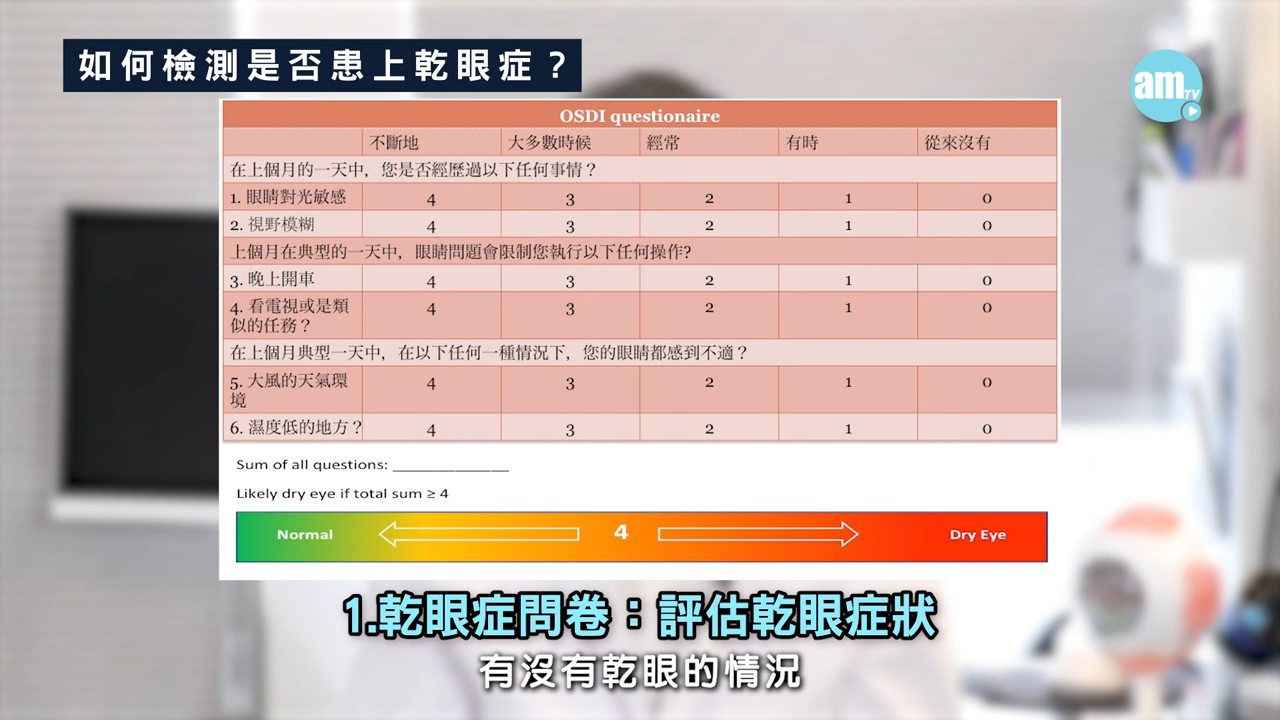 如何檢測是否患上乾眼症？
amTV
OSDI questionaire
不斷地 大多數時候 經常 有時 從來沒有
在上個月的一天中，您是否經歷過以下任何事情？
1. 眼睛對光敏感 4 3 2 1 0
2. 視野模糊 4 3 2 1 0
上個月在典型的一天中，眼睛問題會限制您執行以下任何操作?
3. 晚上開車 4 3 2 1 0
4. 看電視或是類 4 3 2 1 0
似的任務？
在上個月典型一天中，在以下任何一種情況下，您的眼睛都感到不適？
5. 大風的天氣環 4 3 2 1 0
境
6. 濕度低的地方？ 4 3 2 1 0
Sum of all questions: _______________
Likely dry eye if total sum ≥ 4
Normal 4 Dry Eye
1.乾眼症問卷：評估乾眼症狀
有沒有乾眼的情況